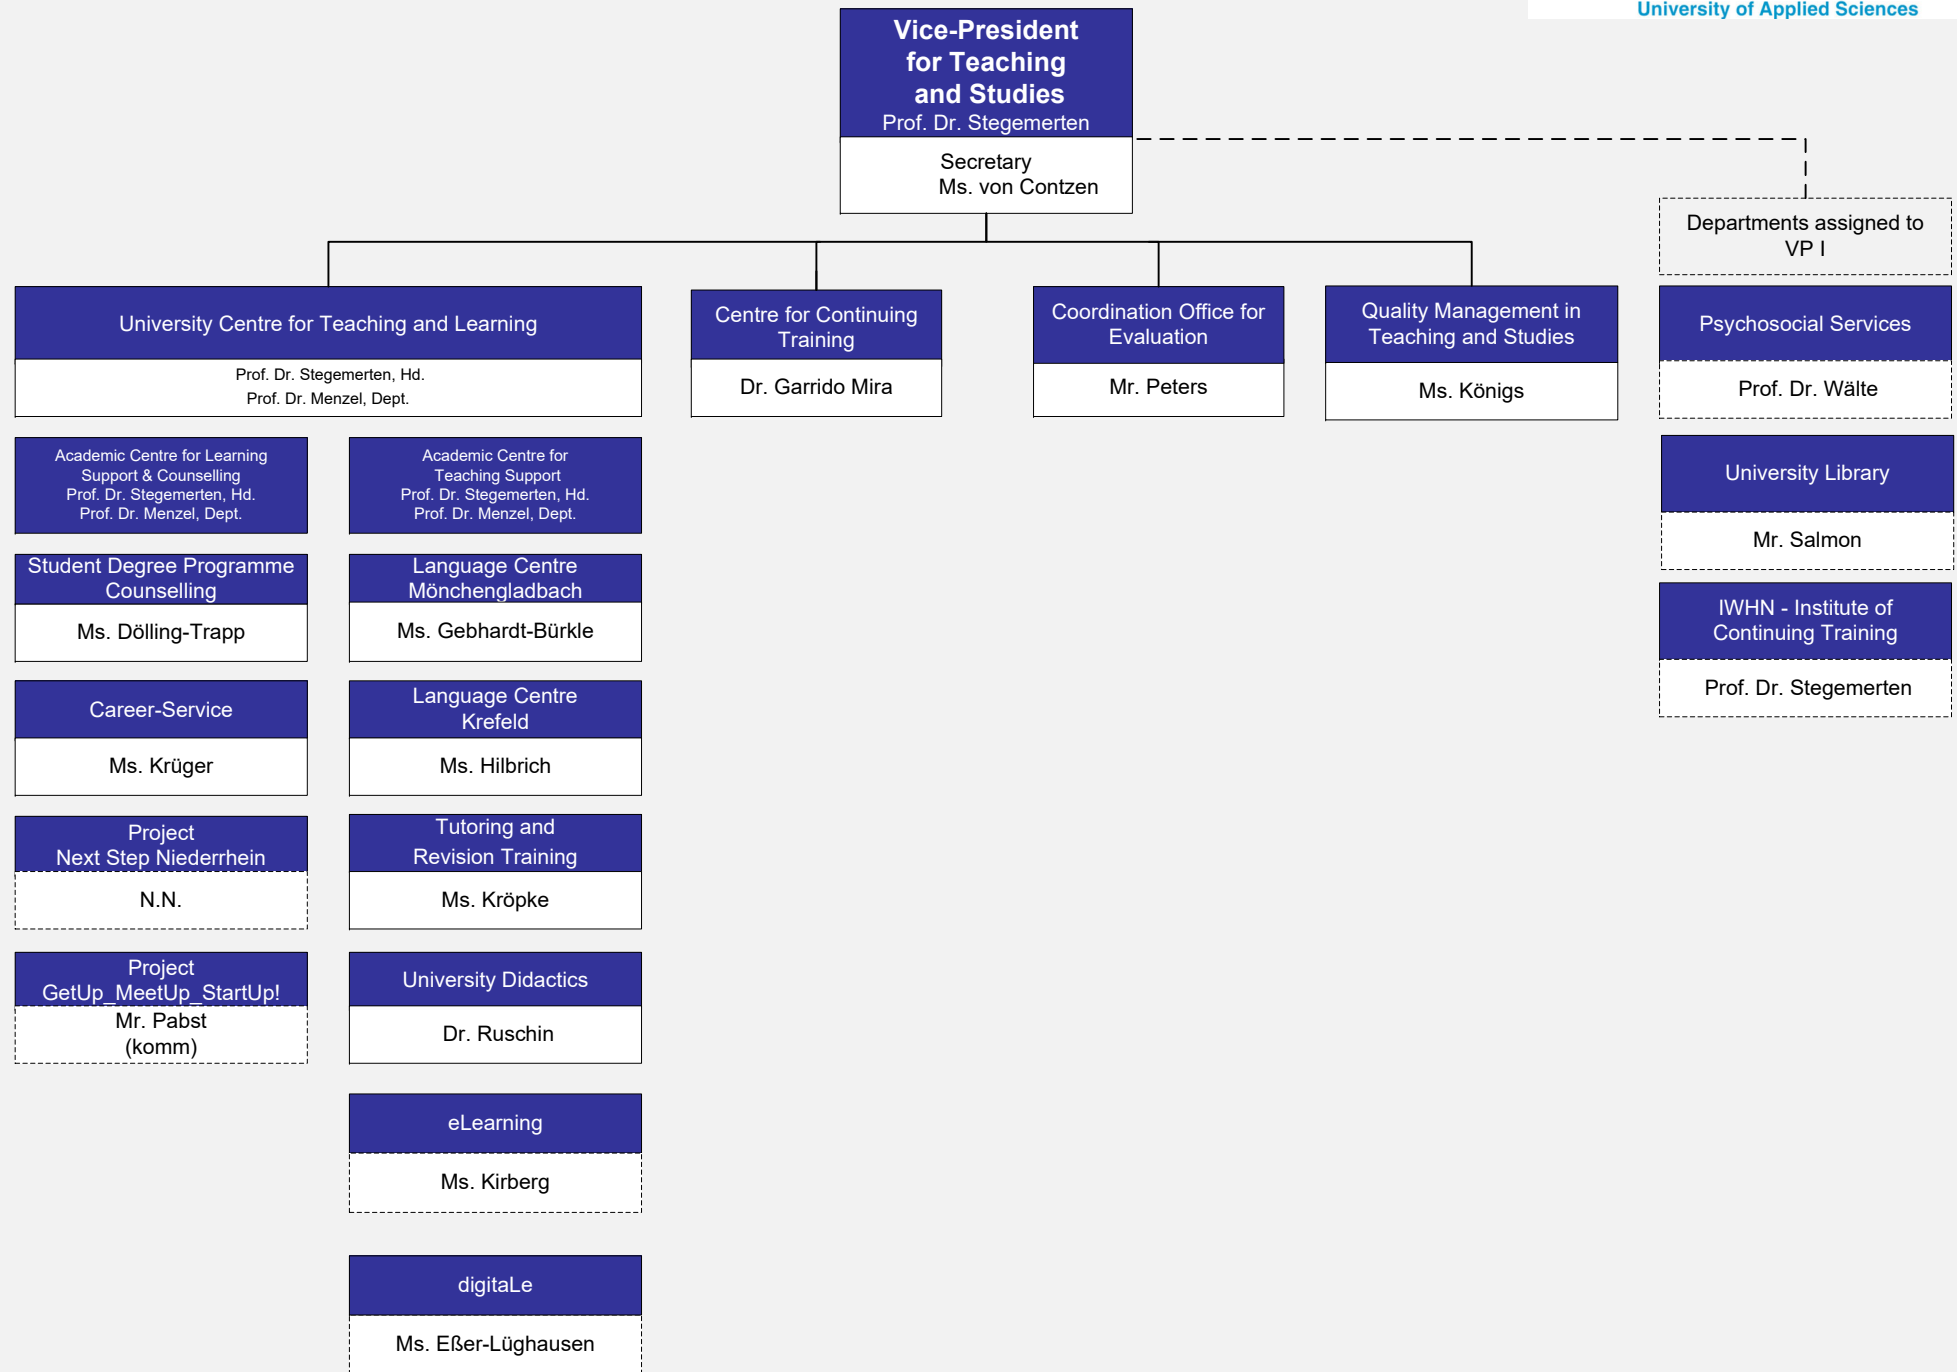 University of Applied Sciences
Vice-President
for Teaching
and Studies
Prof. Dr. Stegemerten
Secretary
Ms. von Contzen
Departments assigned to
VP I
University Centre for Teaching and Learning
Prof. Dr. Stegemerten, Hd.
Prof. Dr. Menzel, Dept.
Centre for Continuing
Training
Dr. Garrido Mira
Coordination Office for
Evaluation
Mr. Peters
Quality Management in
Teaching and Studies
Ms. Königs
Psychosocial Services
Prof. Dr. Wälte
Academic Centre for Learning
Support & Counselling
Prof. Dr. Stegemerten, Hd.
Prof. Dr. Menzel, Dept.
Academic Centre for
Teaching Support
Prof. Dr. Stegemerten, Hd.
Prof. Dr. Menzel, Dept.
University Library
Mr. Salmon
Student Degree Programme
Counselling
Ms. Dölling-Trapp
Language Centre
Mönchengladbach
Ms. Gebhardt-Bürkle
IWHN - Institute of
Continuing Training
Prof. Dr. Stegemerten
Career-Service
Ms. Krüger
Language Centre
Krefeld
Ms. Hilbrich
Project
Next Step Niederrhein
N.N.
Tutoring and
Revision Training
Ms. Kröpke
Project
GetUp_MeetUp_StartUp!
Mr. Pabst
(komm)
University Didactics
Dr. Ruschin
eLearning
Ms. Kirberg
digitaLe
Ms. Eßer-Lüghausen